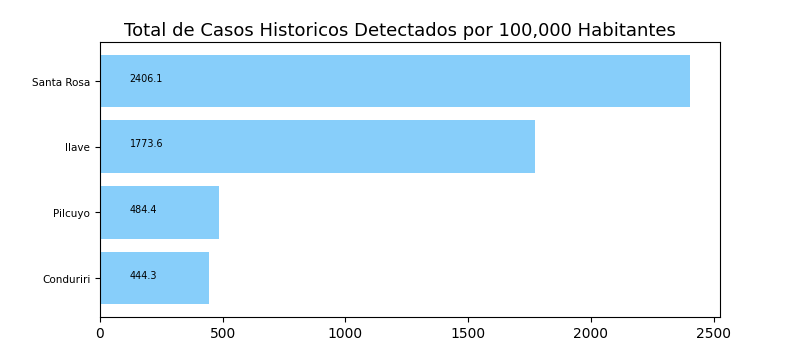 Total de Casos Historicos Detectados por 100,000 Habitantes
Santa Rosa 2406.1
Ilave 1773.6
Pilcuyo 484.4
Conduriri 444.3
0 500 1000 1500 2000 2500